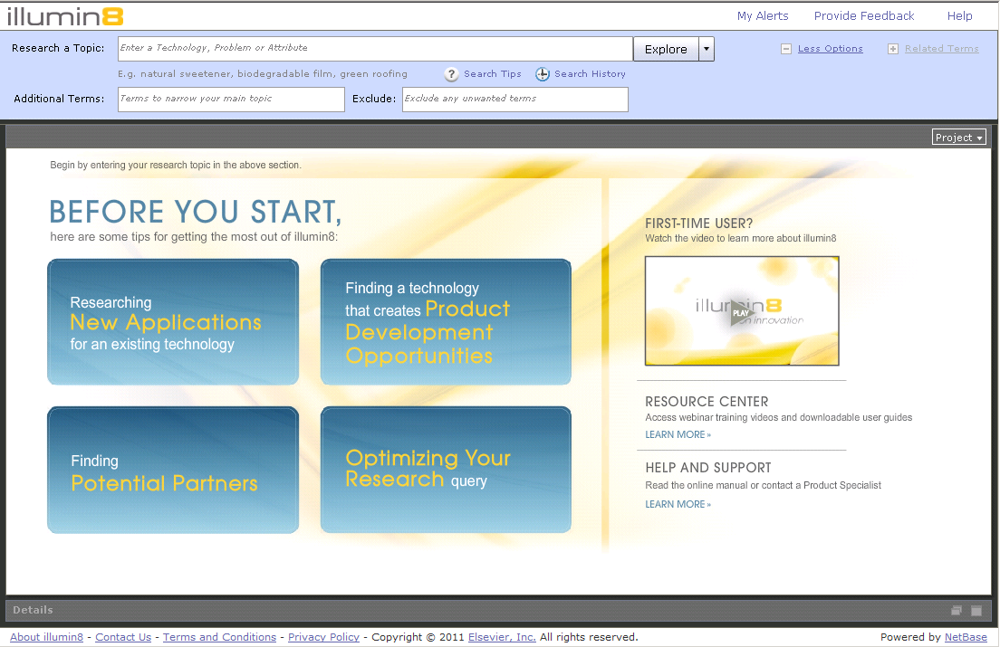 illumin8
My Alerts Provide Feedback Help
Research a Topic: Enter a Technology, Problem or Attribute Explore Less Options Related Terms
E.g. natural sweetener, biodegradable film, green roofing Search Tips Search History
Additional Terms: Terms to narrow your main topic Exclude: Exclude any unwanted terms
Project
Begin by entering your research topic in the above section.
BEFORE YOU START,
here are some tips for getting the most out of illumin8:
Researching
New Applications
for an existing technology
Finding a technology
that creates Product
Development
Opportunities
Finding
Potential Partners
Optimizing Your
Research query
FIRST-TIME USER?
Watch the video to learn more about illumin8
illumin8
PLAY
on innovation
RESOURCE CENTER
Access webinar training videos and downloadable user guides
LEARN MORE »
HELP AND SUPPORT
Read the online manual or contact a Product Specialist
LEARN MORE »
Details
About illumin8 - Contact Us - Terms and Conditions - Privacy Policy - Copyright © 2011 Elsevier, Inc. All rights reserved. Powered by NetBase